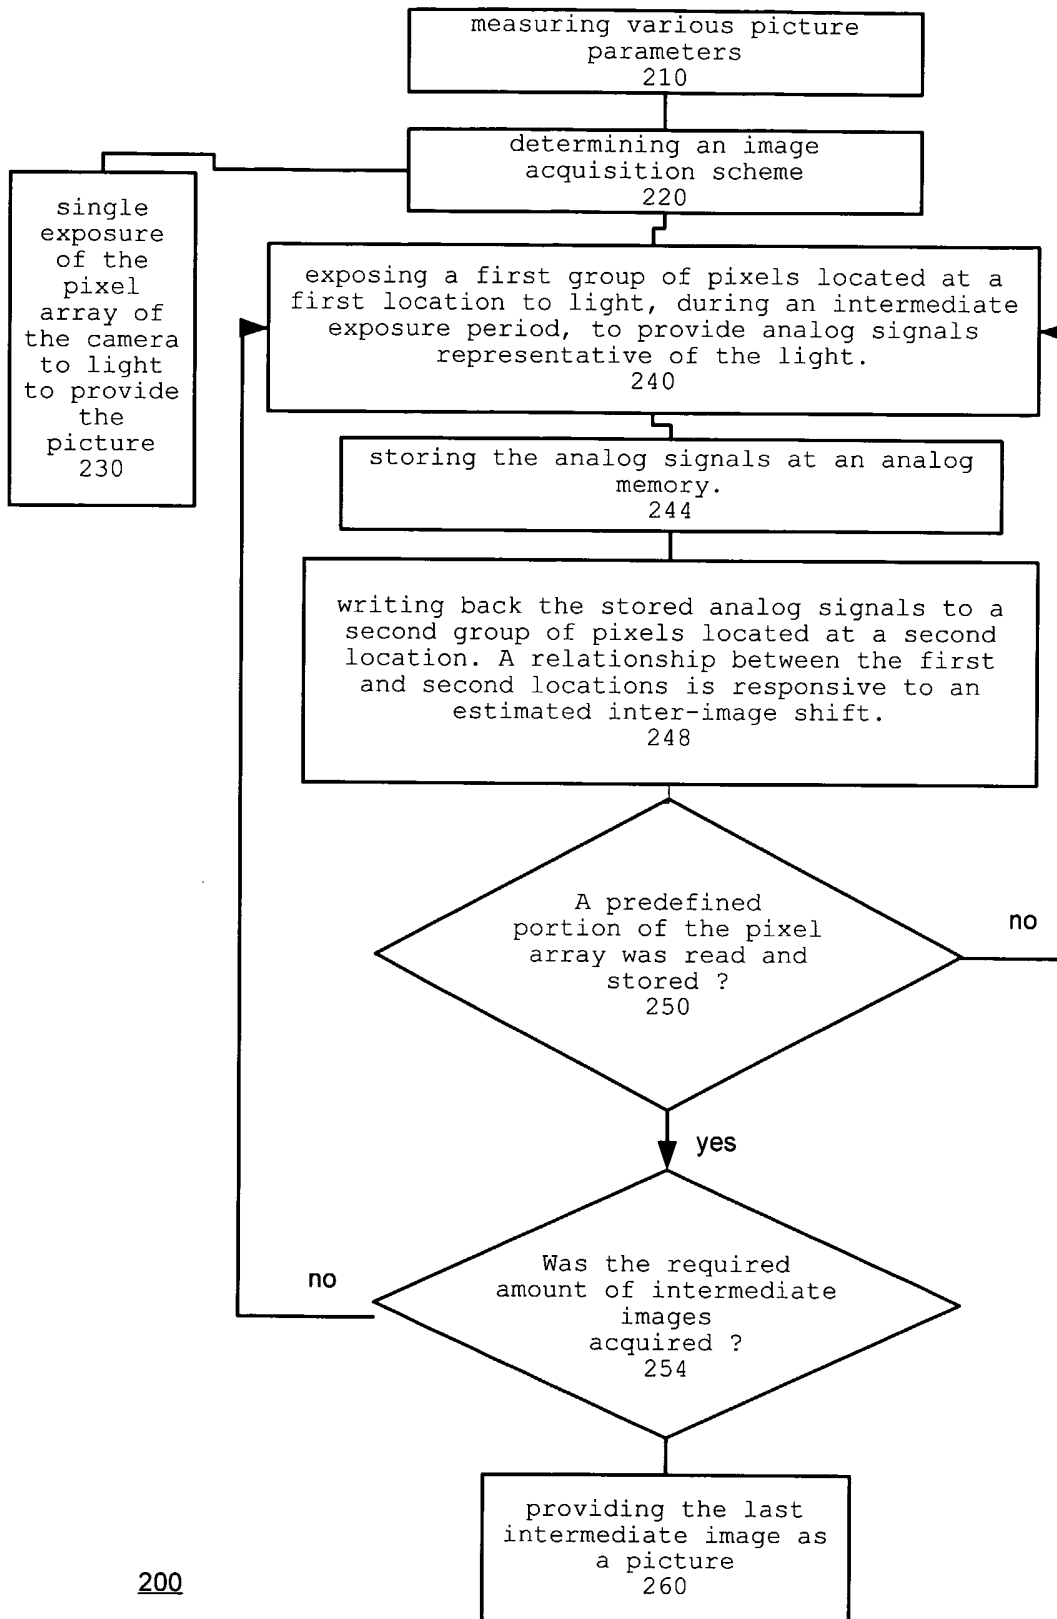 measuring various picture
parameters
210
determining an image
acquisition scheme
220
single
exposure
of the
pixel
array of
the camera
to light
to provide
the
picture
230
exposing a first group of pixels located at a
first location to light, during an intermediate
exposure period, to provide analog signals
representative of the light.
240
storing the analog signals at an analog
memory.
244
writing back the stored analog signals to a
second group of pixels located at a second
location. A relationship between the first
and second locations is responsive to an
estimated inter-image shift.
248
A predefined
portion of the pixel
array was read and
stored ?
250
no
yes
Was the required
amount of intermediate
images
acquired ?
254
no
providing the last
intermediate image as
a picture
260
200